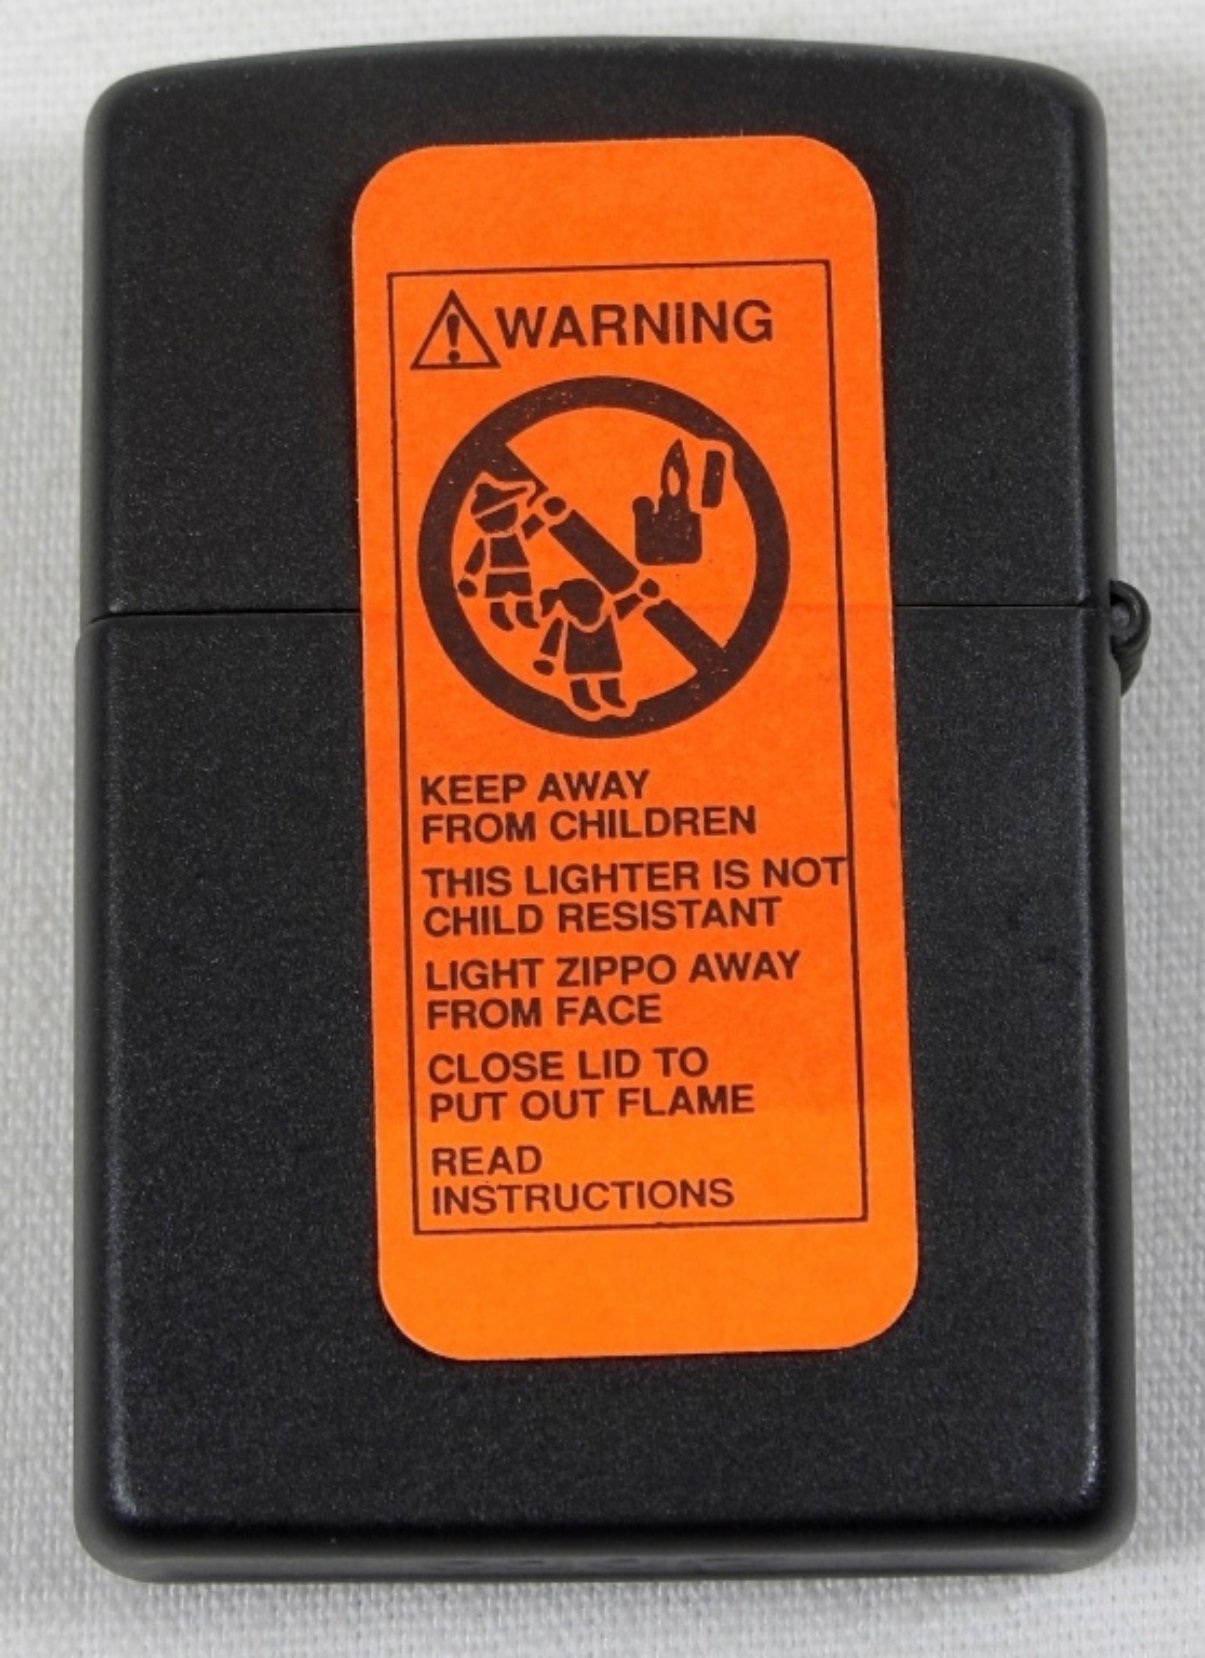 WARNING
KEEP AWAY
FROM CHILDREN
THIS LIGHTER IS NOT
CHILD RESISTANT
LIGHT ZIPPO AWAY
FROM FACE
CLOSE LID TO
PUT OUT FLAME
READ
INSTRUCTIONS